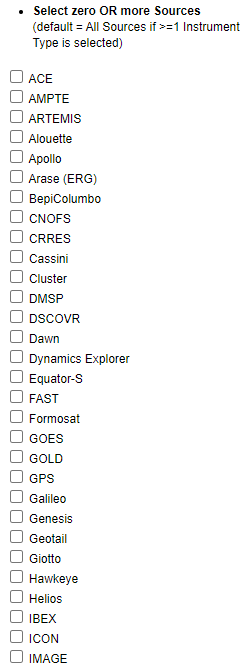 • Select zero OR more Sources
(default = All Sources if >=1 Instrument
Type is selected)
ACE
AMPTE
ARTEMIS
Alouette
Apollo
Arase (ERG)
BepiColumbo
CNOFS
CRRES
Cassini
Cluster
DMSP
DSCOVR
Dawn
Dynamics Explorer
Equator-S
FAST
Formosat
GOES
GOLD
GPS
Galileo
Genesis
Geotail
Giotto
Hawkeye
Helios
IBEX
ICON
IMAGE